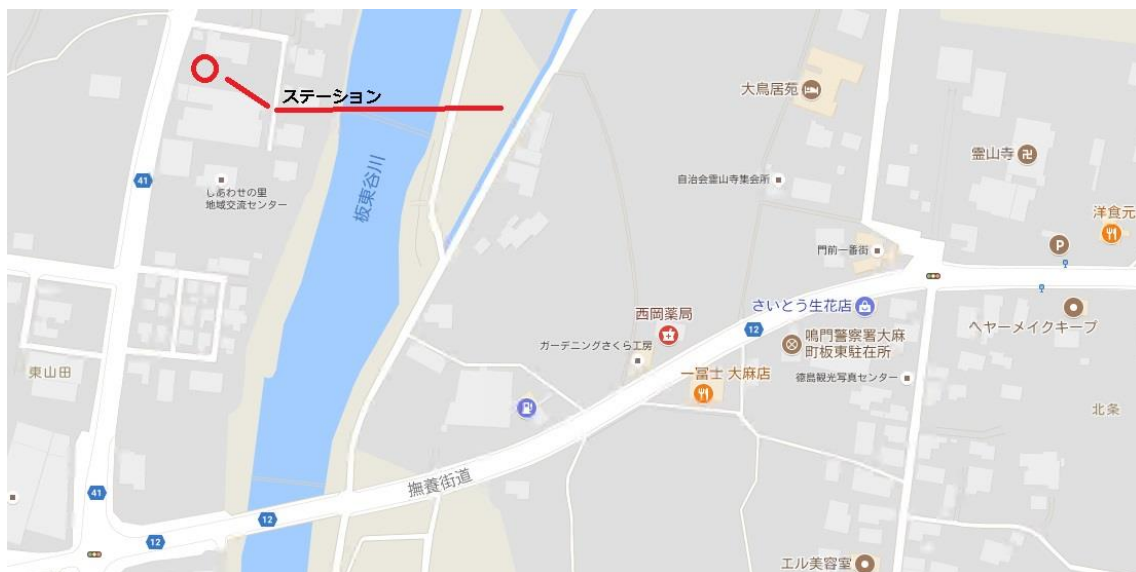 ステーション
大鳥居苑
41
板東谷川
しあわせの里
地域交流センター
自治会霊山寺集会所
霊山寺
洋食元
P
門前一番街
さいとう生花店
西岡薬局
12
ヘヤーメイクキープ
ガーデニングさくら工房
鳴門警察署大麻
町板東駐在所
東山田
一冨士 大麻店
徳島観光写真センター
北条
撫養街道
41
12
12
エル美容室